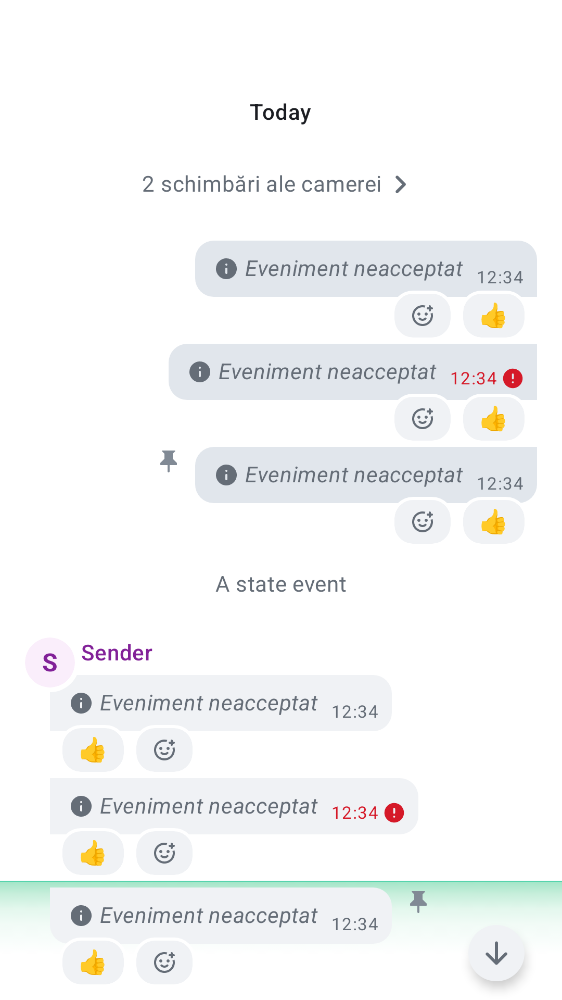 Today
2 schimbări ale camerei
Eveniment neacceptat 12:34
👍
Eveniment neacceptat 12:34
👍
Eveniment neacceptat 12:34
👍
A state event
S Sender
Eveniment neacceptat 12:34
👍
Eveniment neacceptat 12:34
👍
Eveniment neacceptat 12:34
👍